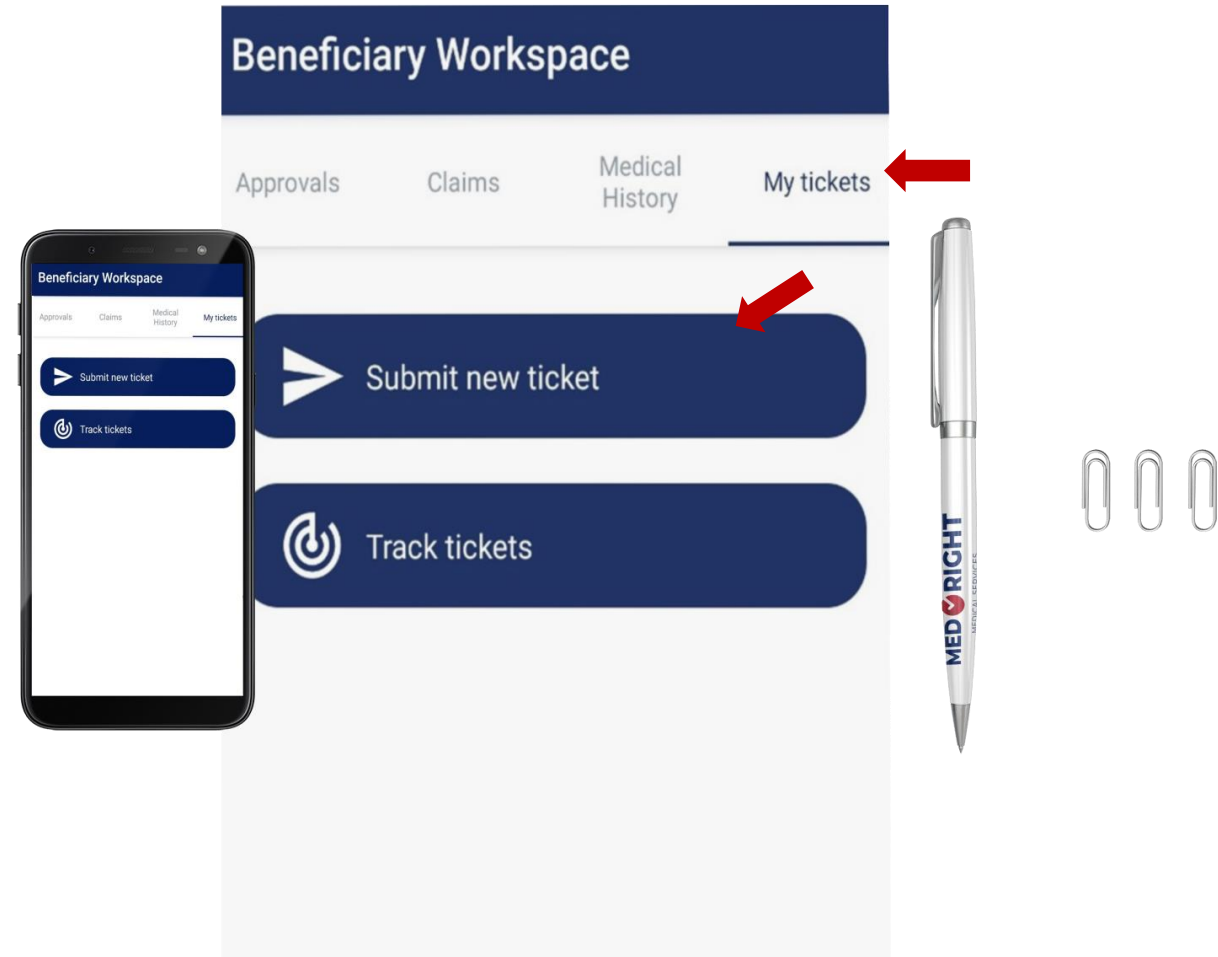 Beneficiary Workspace
Approvals
Claims
Medical
History
My tickets
Submit new ticket
Track tickets
Beneficiary Workspace
Approvals
Claims
Medical
History
My tickets
Submit new ticket
Track tickets
MED RIGHT
MEDICAL SERVICES